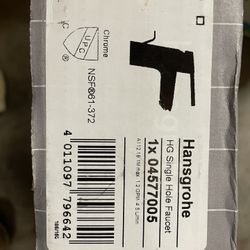 Hansgrohe
HG Single Hole Faucet
1x 04577005
UPC
Chrome
NSF®61-372
4 011097 796642